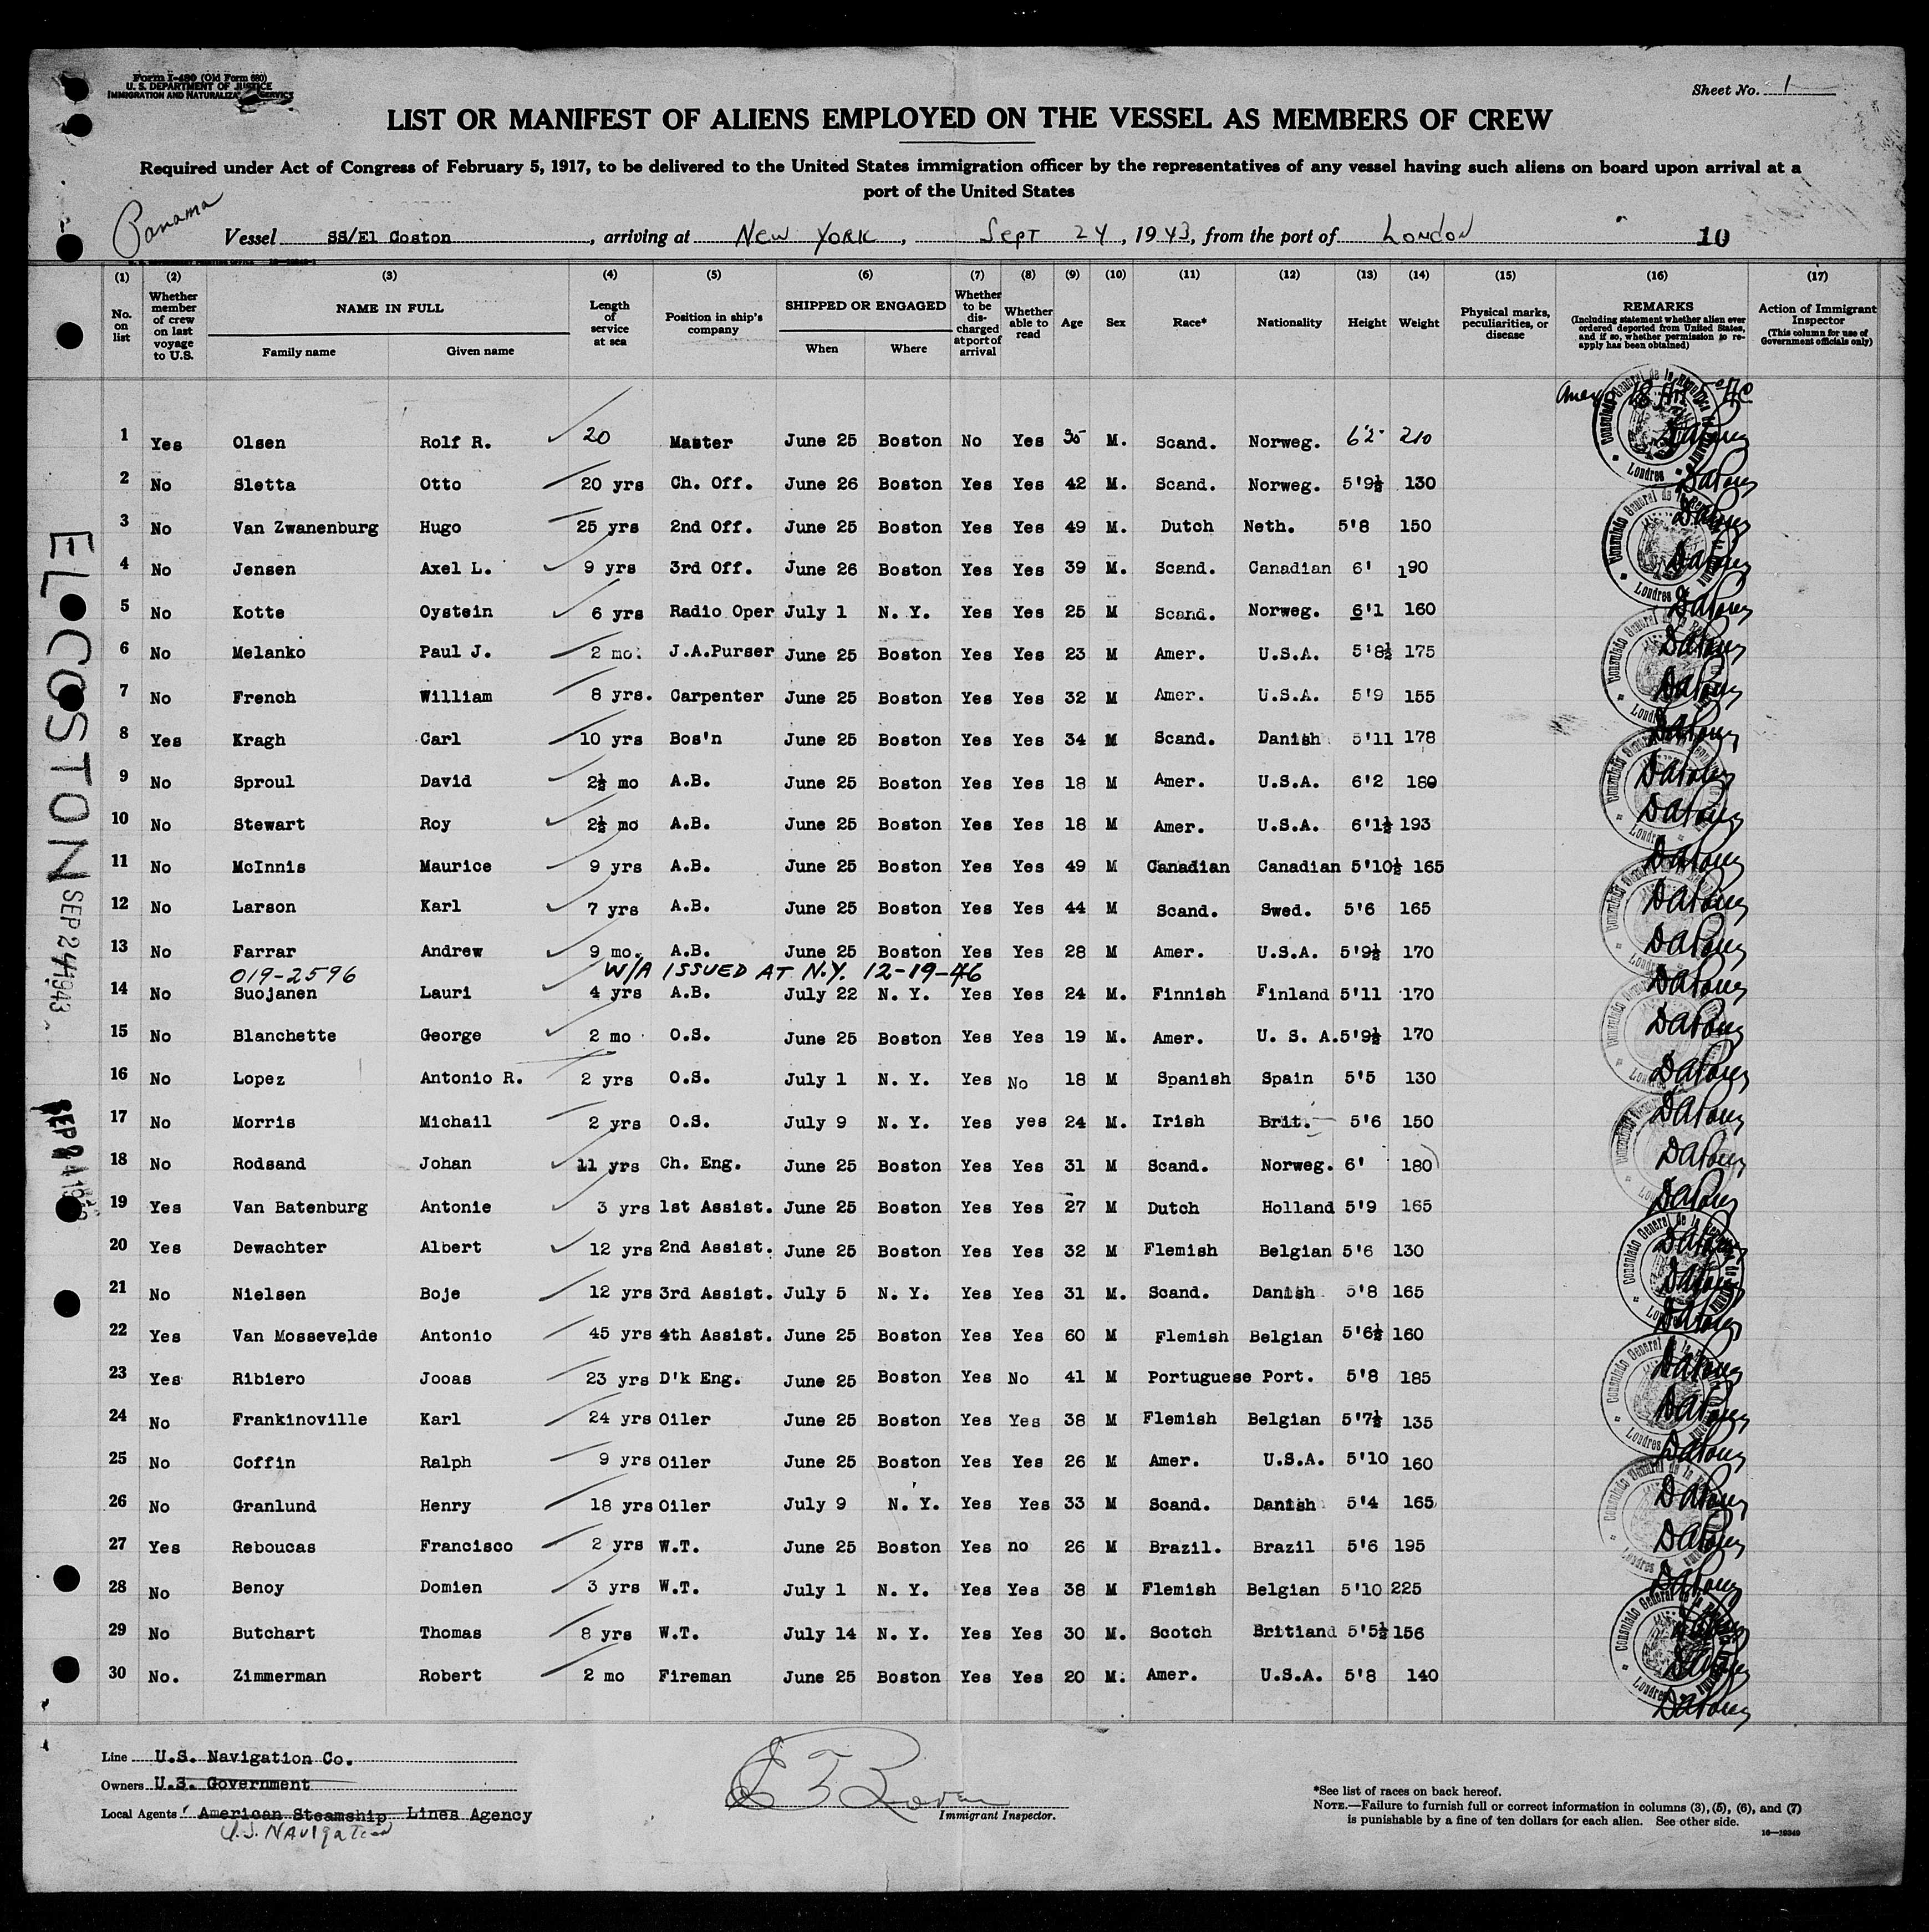 Form I-480 (Old Form 680)
U. S. DEPARTMENT OF JUSTICE
IMMIGRATION AND NATURALIZATION SERVICE
Sheet No. 1
LIST OR MANIFEST OF ALIENS EMPLOYED ON THE VESSEL AS MEMBERS OF CREW
Required under Act of Congress of February 5, 1917, to be delivered to the United States immigration officer by the representatives of any vessel having such aliens on board upon arrival at a
port of the United States
Panama
Vessel SS/El Coston, arriving at NEW YORK, SEPT 24, 1943, from the port of LONDON 10
(1) (2) (3) (4) (5) (6) (7) (8) (9) (10) (11) (12) (13) (14) (15) (16) (17)
No. on list
Whether member of crew on last voyage to U.S.
NAME IN FULL
Family name Given name
Length of service at sea
Position in ship's company
SHIPPED OR ENGAGED
When Where
Whether to be discharged at port of arrival
Whether able to read
Age
Sex
Race*
Nationality
Height
Weight
Physical marks, peculiarities, or disease
REMARKS
(Including statement whether alien ever ordered deported from United States, and if so, whether permission to reapply has been obtained)
Action of Immigrant Inspector
(This column for use of Government officials only)
1 Yes Olsen Rolf R. 20 Master June 25 Boston No Yes 35 M. Scand. Norweg. 6'2 210
2 No Sletta Otto 20 yrs Ch. Off. June 26 Boston Yes Yes 42 M. Scand. Norweg. 5'9½ 130
3 No Van Zwanenburg Hugo 25 yrs 2nd Off. June 25 Boston Yes Yes 49 M. Dutch Neth. 5'8 150
4 No Jensen Axel L. 9 yrs 3rd Off. June 26 Boston Yes Yes 39 M. Scand. Canadian 6' 190
5 No Kotte Oystein 6 yrs Radio Oper July 1 N. Y. Yes Yes 25 M Scand. Norweg. 6'1 160
6 No Melanko Paul J. 2 mo. J.A.Purser June 25 Boston Yes Yes 23 M Amer. U.S.A. 5'8½ 175
7 No French William 8 yrs. Carpenter June 25 Boston Yes Yes 32 M Amer. U.S.A. 5'9 155
8 Yes Kragh Carl 10 yrs Bos'n June 25 Boston Yes Yes 34 M Scand. Danish 5'11 178
9 No Sproul David 2½ mo A.B. June 25 Boston Yes Yes 18 M Amer. U.S.A. 6'2 180
10 No Stewart Roy 2½ mo A.B. June 25 Boston Yes Yes 18 M Amer. U.S.A. 6'1½ 193
11 No McInnis Maurice 9 yrs A.B. June 25 Boston Yes Yes 49 M Canadian Canadian 5'10½ 165
12 No Larson Karl 7 yrs A.B. June 25 Boston Yes Yes 44 M Scand. Swed. 5'6 165
13 No Farrar Andrew 9 mo. A.B. June 25 Boston Yes Yes 28 M Amer. U.S.A. 5'9½ 170
019-2596 W/A ISSUED AT N.Y. 12-19-46
14 No Suojanen Lauri 4 yrs A.B. July 22 N. Y. Yes Yes 24 M. Finnish Finland 5'11 170
15 No Blanchette George 2 mo O.S. June 25 Boston Yes Yes 19 M. Amer. U. S. A. 5'9½ 170
16 No Lopez Antonio R. 2 yrs O.S. July 1 N. Y. Yes No 18 M Spanish Spain 5'5 130
17 No Morris Michail 2 yrs O.S. July 9 N. Y. Yes yes 24 M. Irish Brit. 5'6 150
18 No Rodsand Johan 11 yrs Ch. Eng. June 25 Boston Yes Yes 31 M Scand. Norweg. 6' 180
19 Yes Van Batenburg Antonie 3 yrs 1st Assist. June 25 Boston Yes Yes 27 M Dutch Holland 5'9 165
20 Yes Dewachter Albert 12 yrs 2nd Assist. June 25 Boston Yes Yes 32 M Flemish Belgian 5'6 130
21 No Nielsen Boje 12 yrs 3rd Assist. July 5 N. Y. Yes Yes 31 M. Scand. Danish 5'8 165
22 Yes Van Mossevelde Antonio 45 yrs 4th Assist. June 25 Boston Yes Yes 60 M Flemish Belgian 5'6½ 160
23 Yes Ribiero Jooas 23 yrs D'k Eng. June 25 Boston Yes No 41 M Portuguese Port. 5'8 185
24 No Frankinoville Karl 24 yrs Oiler June 25 Boston Yes Yes 38 M Flemish Belgian 5'7½ 135
25 No Coffin Ralph 9 yrs Oiler June 25 Boston Yes Yes 26 M Amer. U.S.A. 5'10 160
26 No Granlund Henry 18 yrs Oiler July 9 N. Y. Yes Yes 33 M Scand. Danish 5'4 165
27 Yes Reboucas Francisco 2 yrs W.T. June 25 Boston Yes no 26 M Brazil. Brazil 5'6 195
28 No Benoy Domien 3 yrs W.T. July 1 N. Y. Yes Yes 38 M Flemish Belgian 5'10 225
29 No Butchart Thomas 8 yrs W.T. July 14 N. Y. Yes Yes 30 M. Scotch Britiand 5'5½ 156
30 No. Zimmerman Robert 2 mo Fireman June 25 Boston Yes Yes 20 M. Amer. U.S.A. 5'8 140
EL COSTON
SEP 24 1943
Consulado General de la
Londres
Line U.S. Navigation Co.
Owners U.S. Government
Local Agents American Steamship Lines Agency
U.S. NAVIGATION
Immigrant Inspector.
*See list of races on back hereof.
NOTE.—Failure to furnish full or correct information in columns (3), (5), (6), and (7)
is punishable by a fine of ten dollars for each alien. See other side.
16—19349